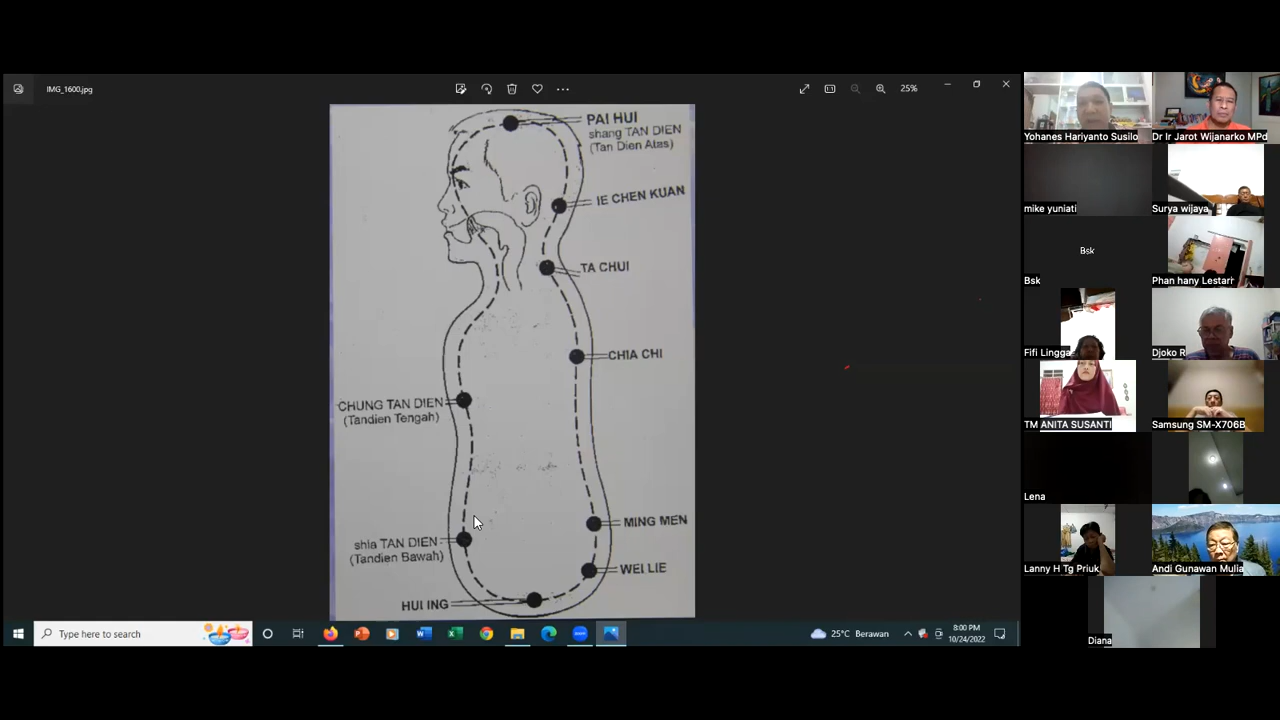 IMG_1600.jpg
25%
PAI HUI
shang TAN DIEN
(Tan Dien Atas)
IE CHEN KUAN
TA CHUI
CHIA CHI
CHUNG TAN DIEN
(Tandien Tengah)
MING MEN
shia TAN DIEN
(Tandien Bawah)
WEI LIE
HUI ING
Type here to search
25°C Berawan
8:00 PM
10/24/2022
Yohanes Hariyanto Susilo
Dr Ir Jarot Wijanarko MPd
mike yuniati
Surya wijaya
Bsk
Bsk
Phan hany Lestari
Fifi Lingga
Djoko R
TM ANITA SUSANTI
Samsung SM-X706B
Lena
Lanny H Tg Priuk
Andi Gunawan Mulia
Diana